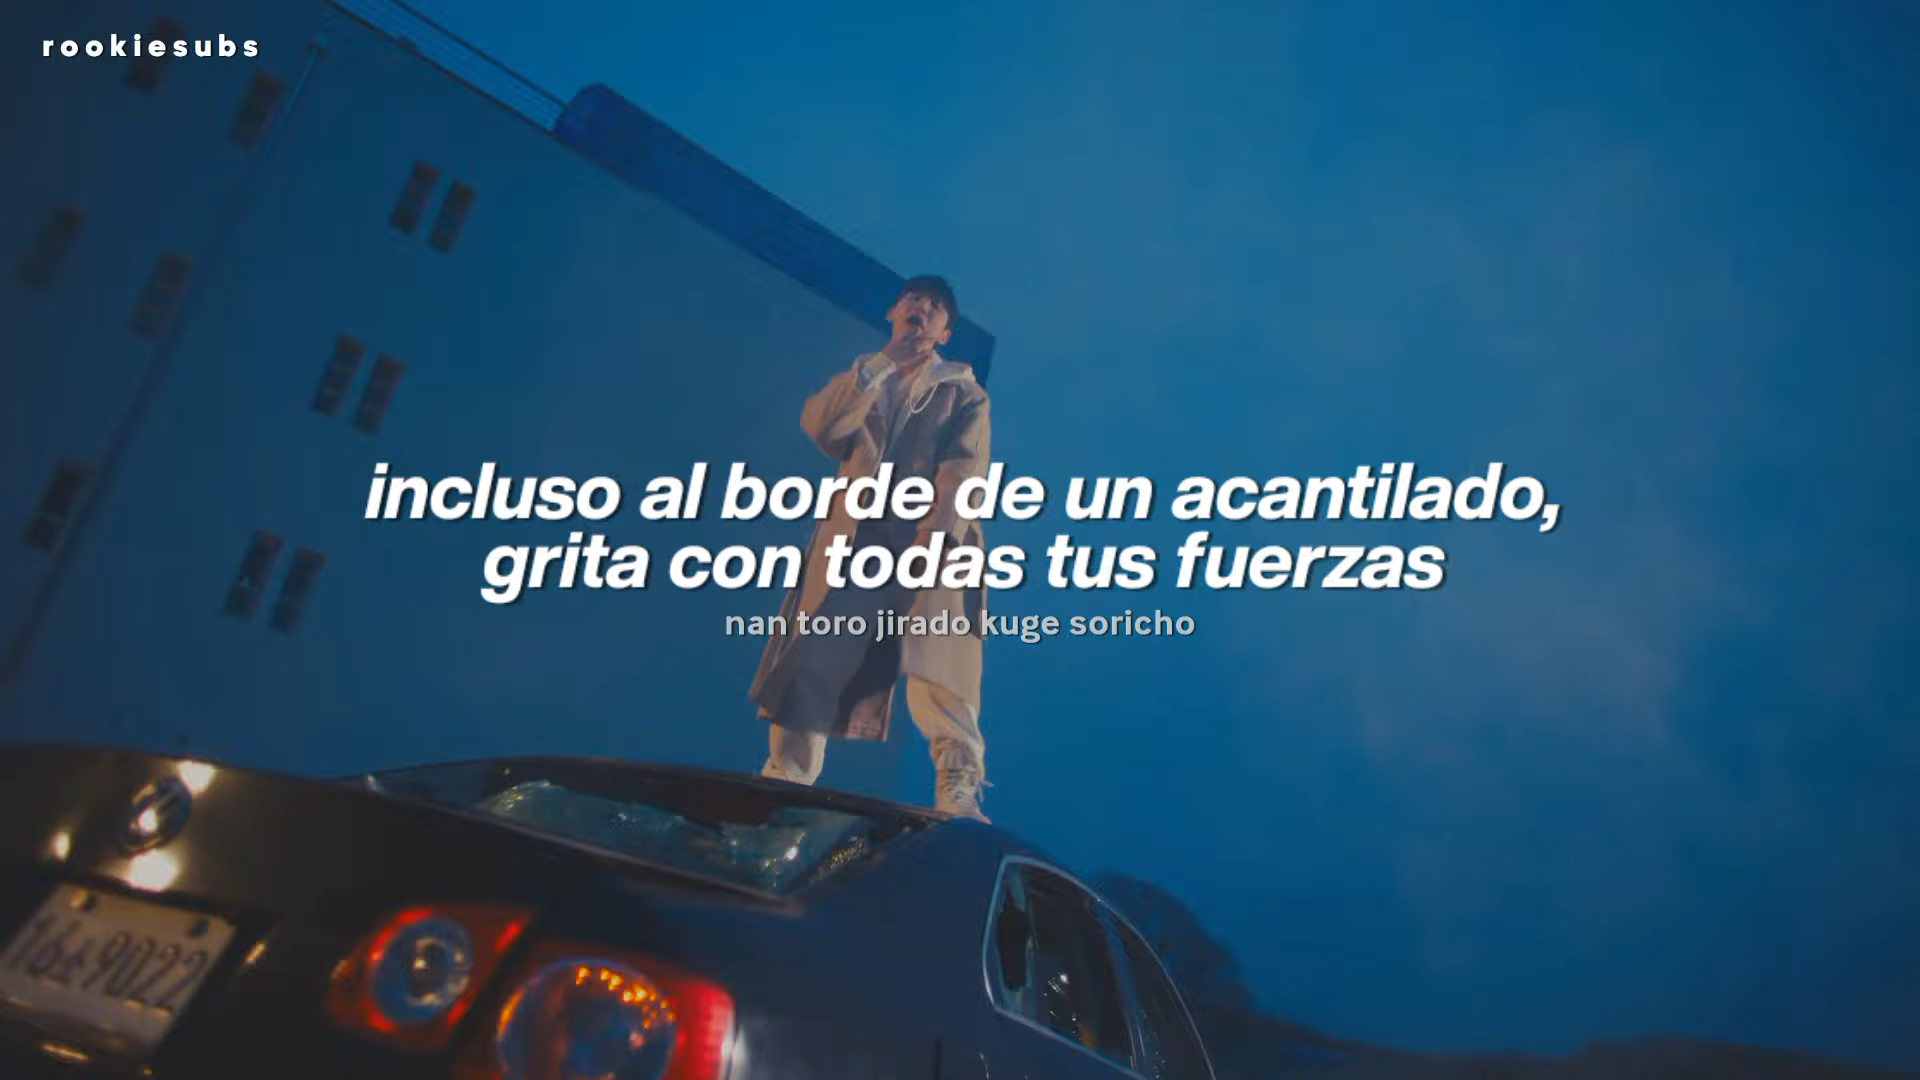 rookiesubs
incluso al borde de un acantilado,
grita con todas tus fuerzas
nan toro jirado kuge soricho